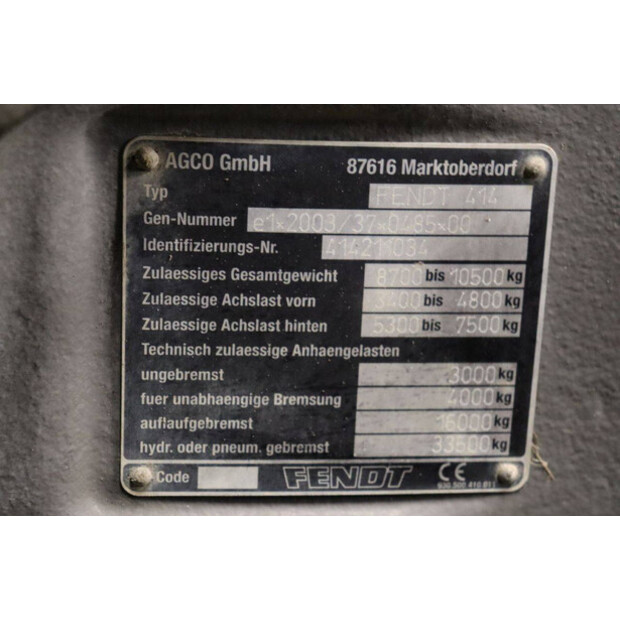 AGCO GmbH 87616 Marktoberdorf
Typ FENDT 414
Gen-Nummer e1*2003/37*0485*00
Identifizierungs-Nr. 414211034
Zulaessiges Gesamtgewicht 8700 bis 10500 kg
Zulaessige Achslast vorn 3400 bis 4800 kg
Zulaessige Achslast hinten 5300 bis 7500 kg
Technisch zulaessige Anhaengelasten
ungebremst 3000 kg
fuer unabhaengige Bremsung 4000 kg
auflaufgebremst 16000 kg
hydr. oder pneum. gebremst 33500 kg
Code FENDT CE